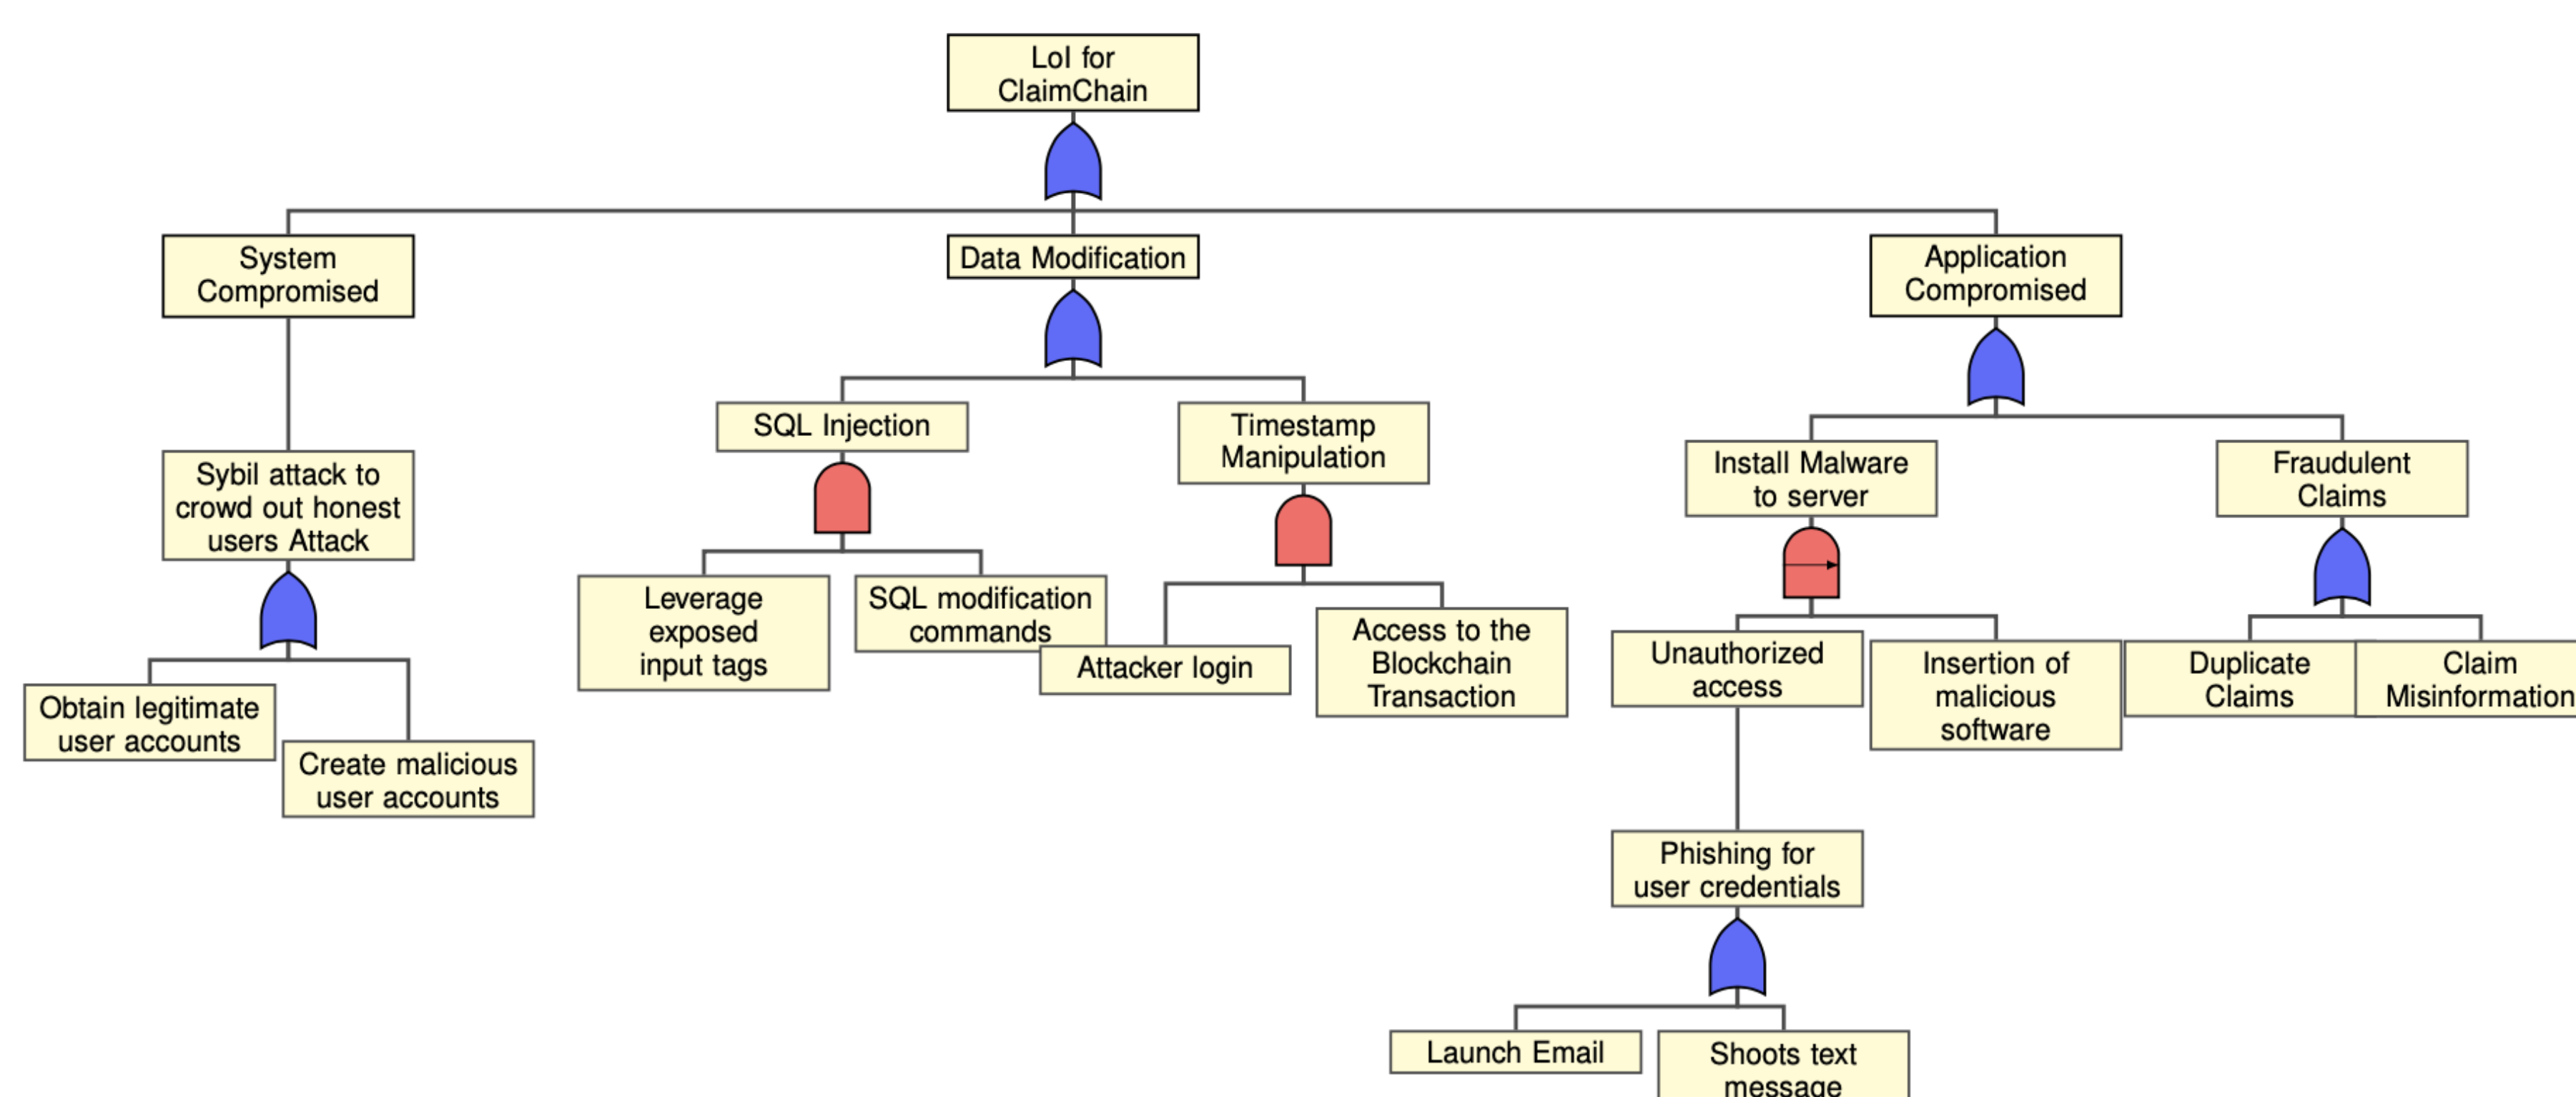 LoI for
ClaimChain
System
Compromised
Data Modification
Application
Compromised
SQL Injection
Timestamp
Manipulation
Install Malware
to server
Fraudulent
Claims
Sybil attack to
crowd out honest
users Attack
Leverage
exposed
input tags
SQL modification
commands
Attacker login
Access to the
Blockchain
Transaction
Unauthorized
access
Insertion of
malicious
software
Duplicate
Claims
Claim
Misinformation
Obtain legitimate
user accounts
Create malicious
user accounts
Phishing for
user credentials
Launch Email
Shoots text
message